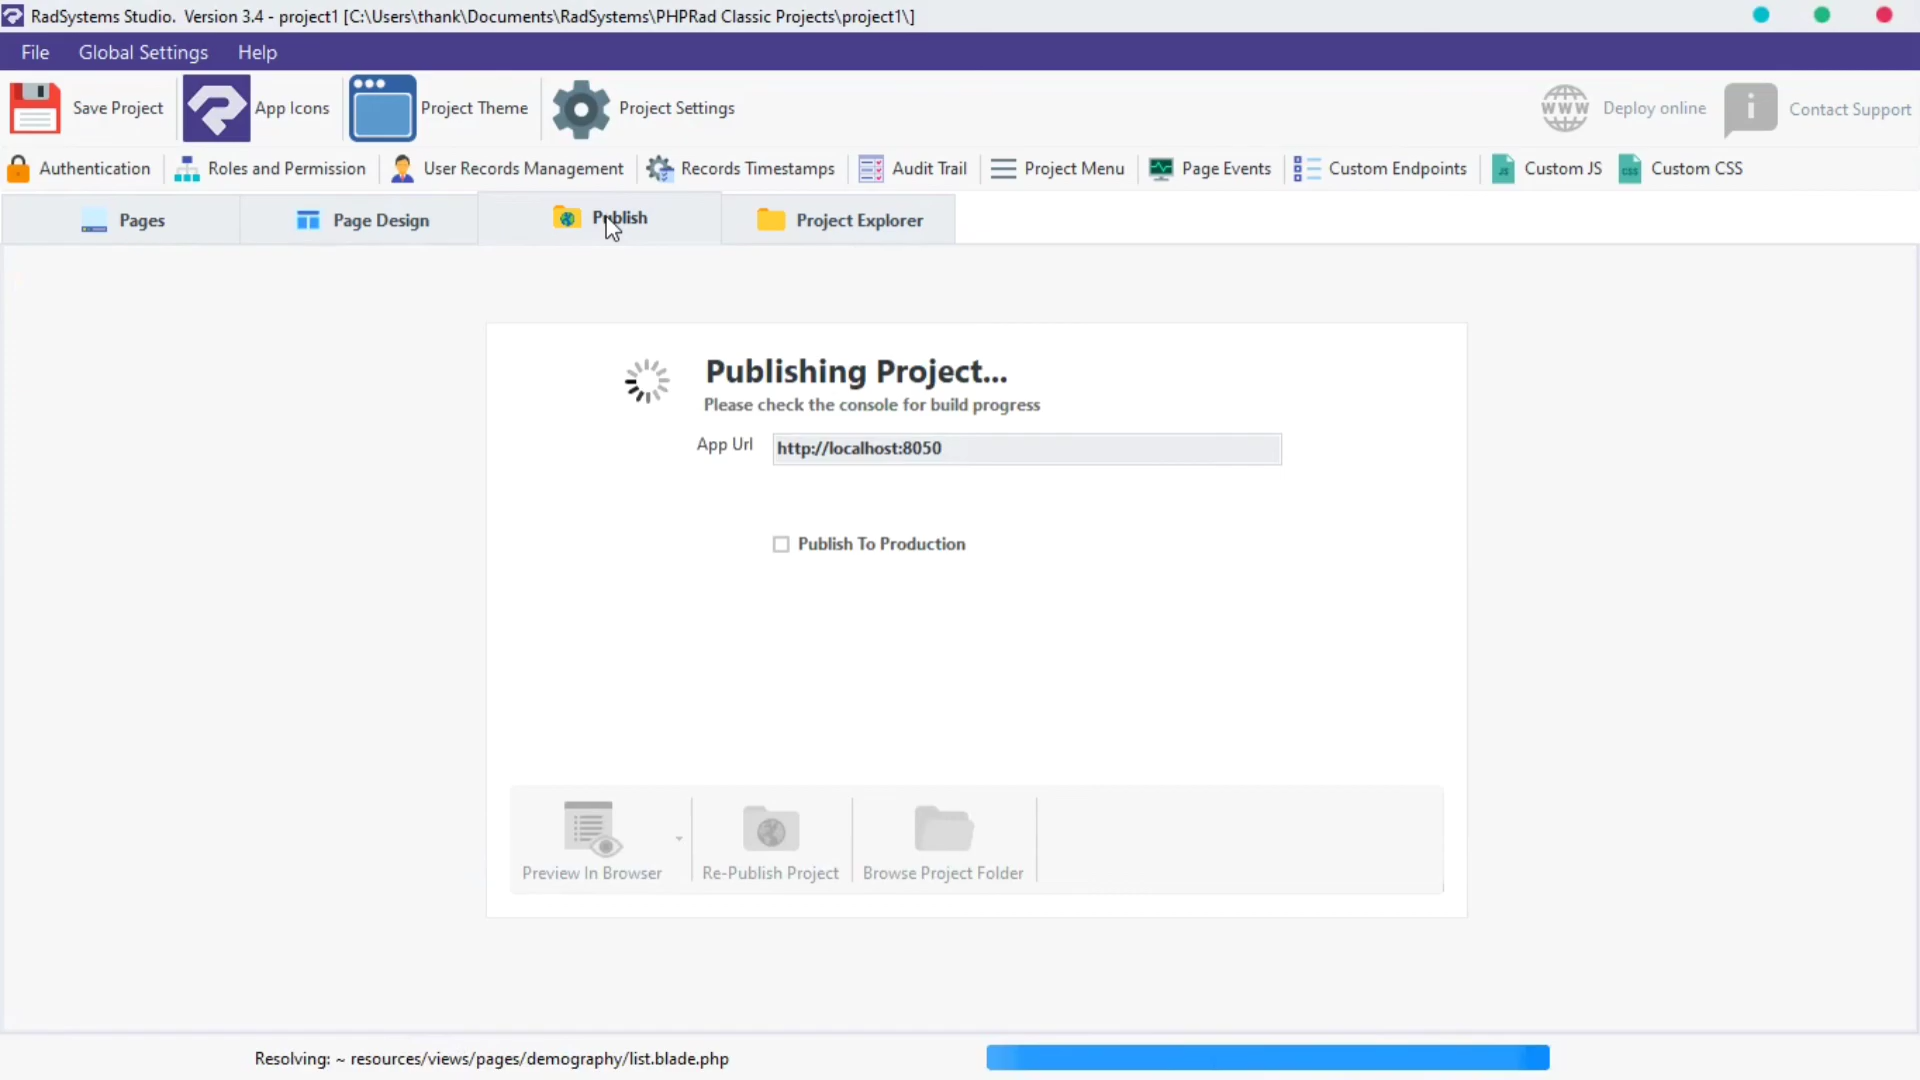 RadSystems Studio. Version 3.4 - project1 [C:\Users\thank\Documents\RadSystems\PHPRad Classic Projects\project1\]
File Global Settings Help
Save Project App Icons Project Theme Project Settings WWW Deploy online i Contact Support
Authentication Roles and Permission User Records Management Records Timestamps Audit Trail Project Menu Page Events Custom Endpoints JS Custom JS CSS Custom CSS
Pages Page Design Publish Project Explorer
Publishing Project...
Please check the console for build progress
App Url http://localhost:8050
Publish To Production
Preview In Browser Re-Publish Project Browse Project Folder
Resolving: ~ resources/views/pages/demography/list.blade.php